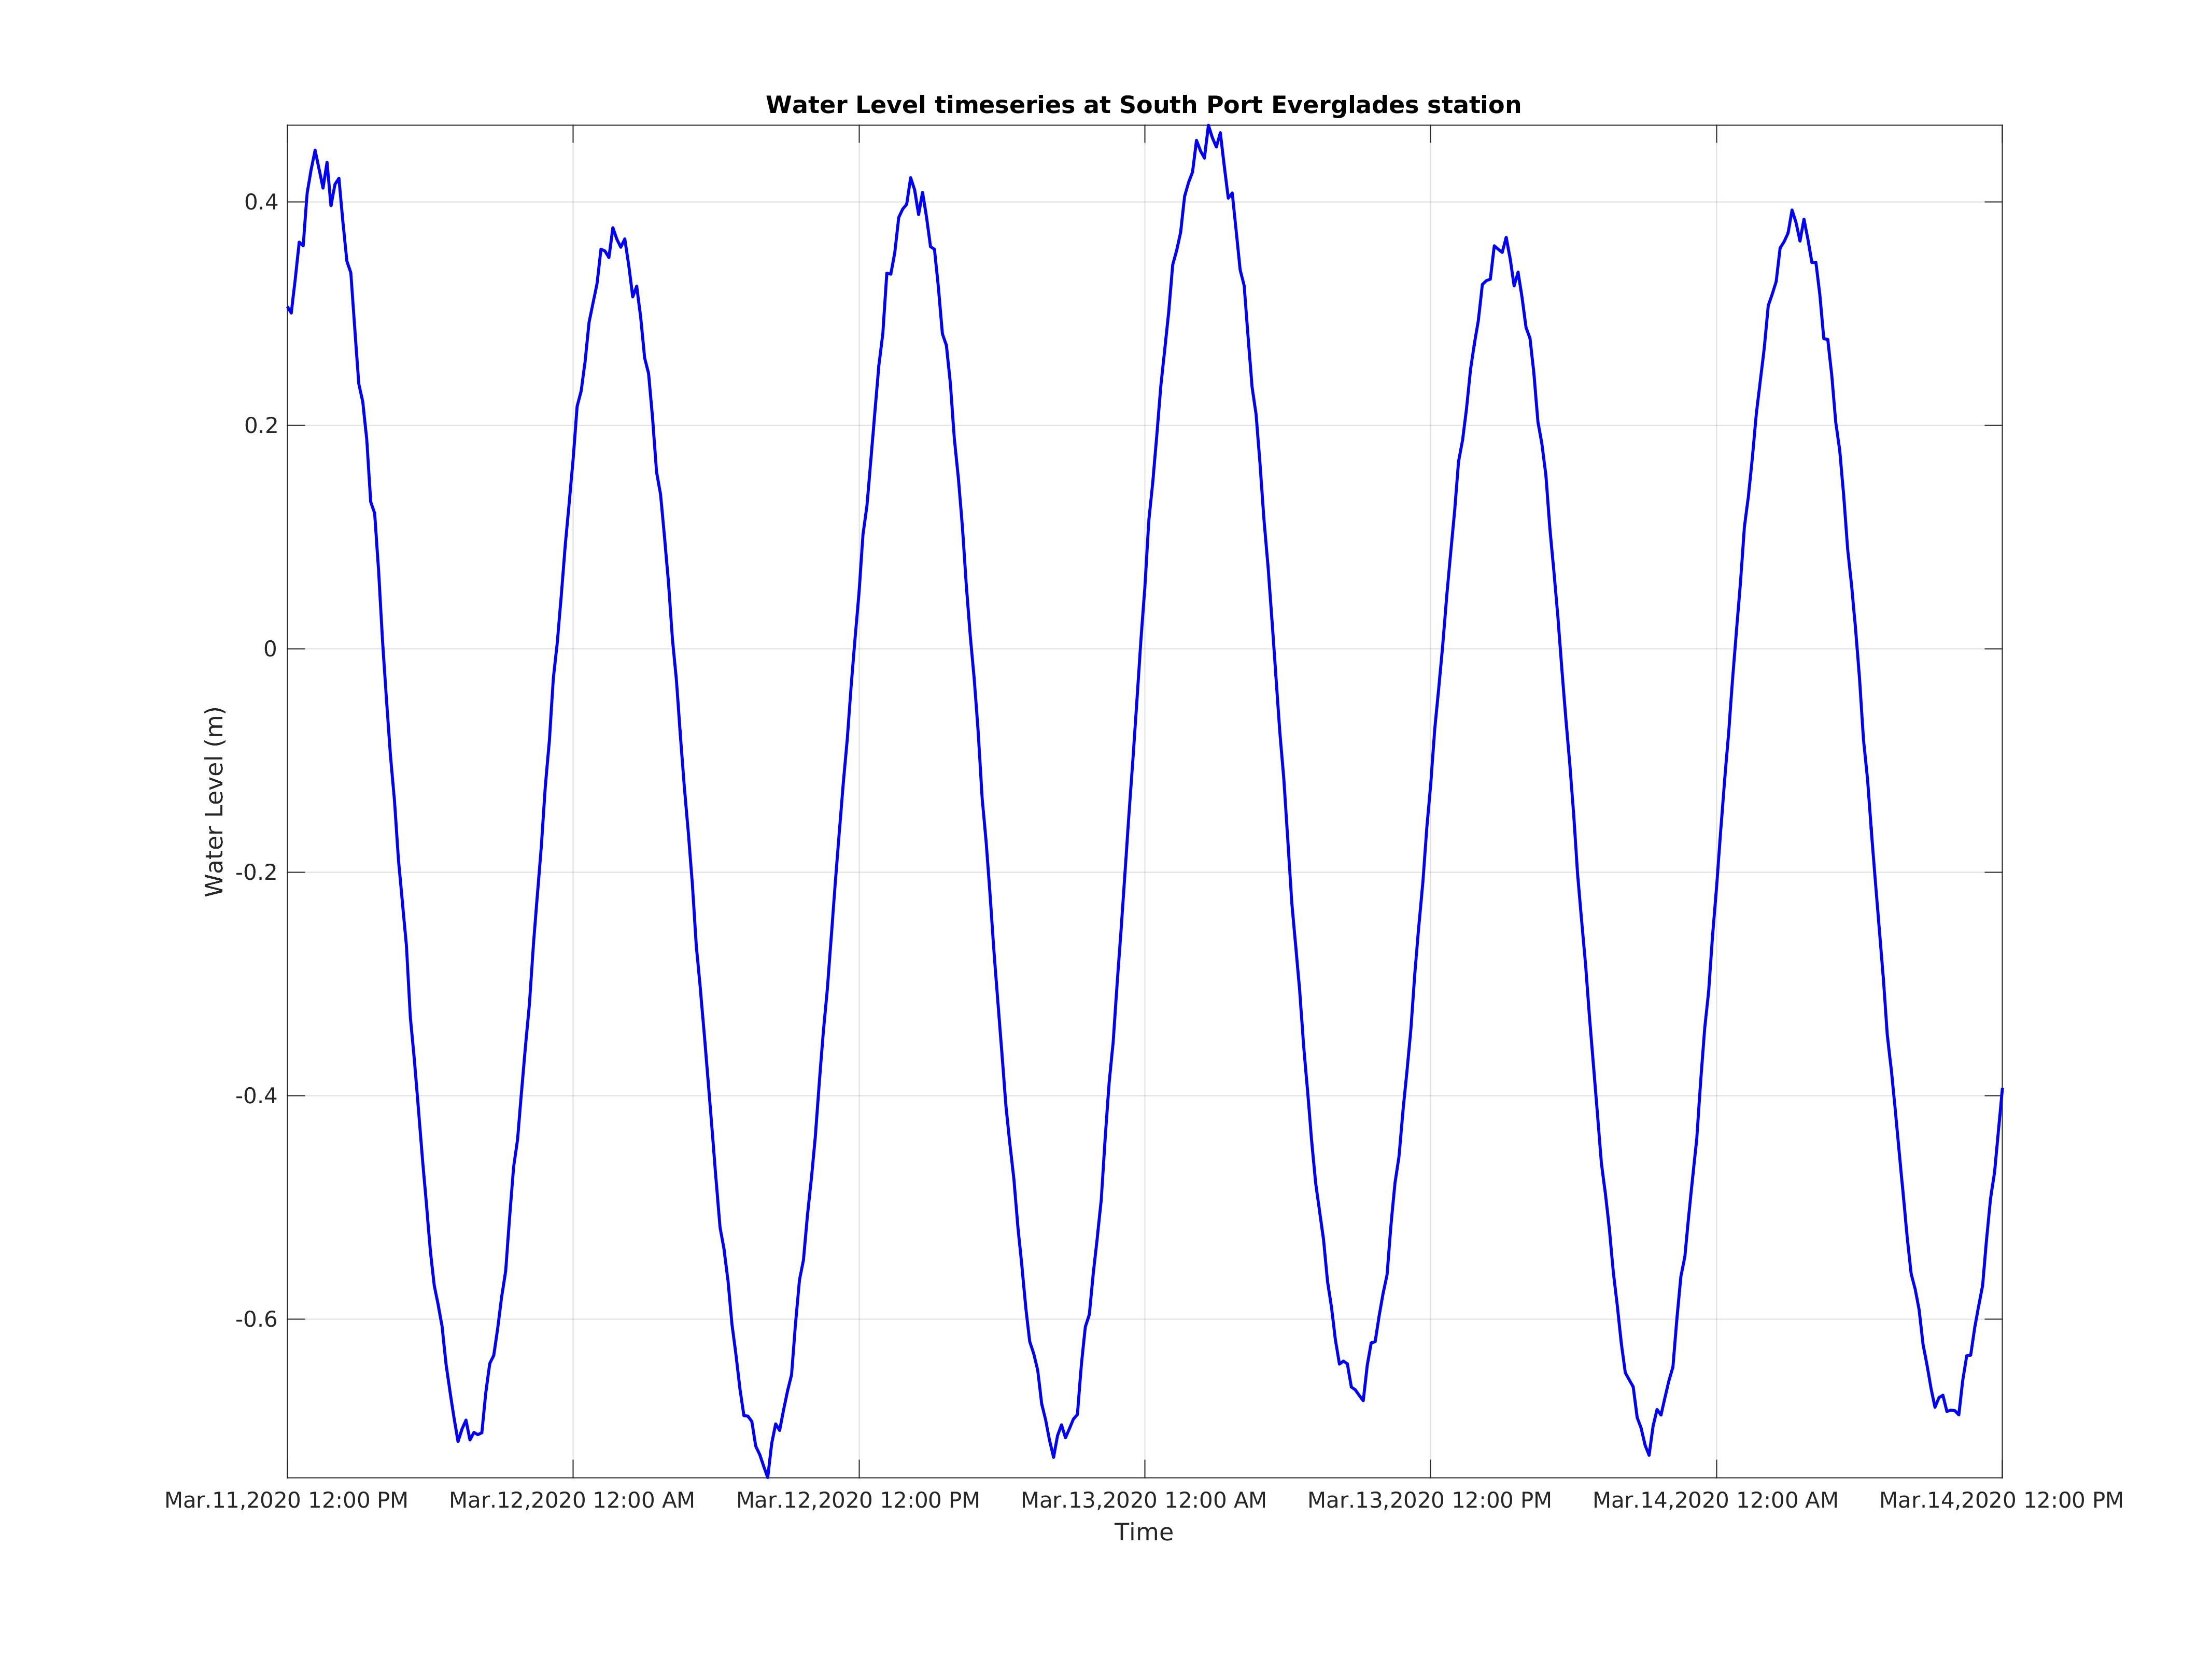 Water Level timeseries at South Port Everglades station
0.4
0.2
0
-0.2
-0.4
-0.6
Water Level (m)
Mar.11,2020 12:00 PM Mar.12,2020 12:00 AM Mar.12,2020 12:00 PM Mar.13,2020 12:00 AM Mar.13,2020 12:00 PM Mar.14,2020 12:00 AM Mar.14,2020 12:00 PM
Time